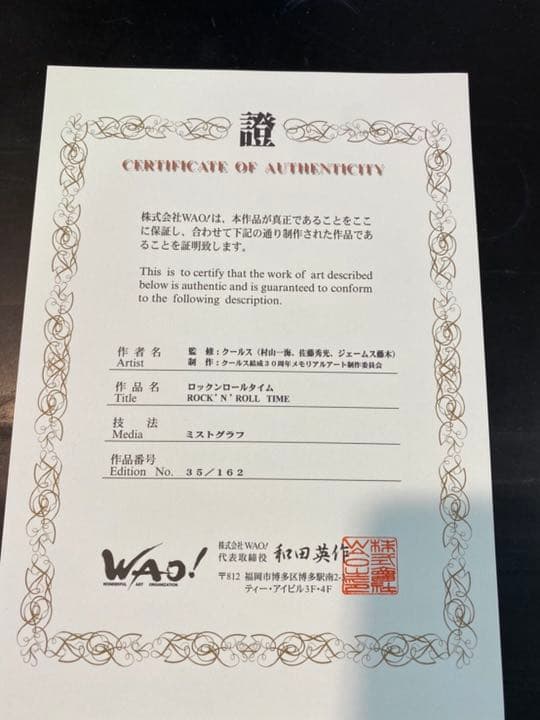 證
CERTIFICATE OF AUTHENTICITY
株式会社WAO!は、本作品が真正であることをここ
に保証し、合わせて下記の通り制作された作品であ
ることを証明致します。
This is to certify that the work of art described
below is authentic and is guaranteed to conform
to the following description.
作者名 監修:クールス(村山一海、佐藤秀光、ジェームス藤木)
Artist 制作:クールス結成30周年メモリアルアート制作委員会
作品名 ロックンロールタイム
Title ROCK'N'ROLL TIME
技法
Media ミストグラフ
作品番号
Edition No. 35/162
WAO!
WONDERFUL ART ORGANIZATION
株式会社WAO!
代表取締役 和田英作
〒812 福岡市博多区博多駅南2-
ティー・アイビル3F・4F